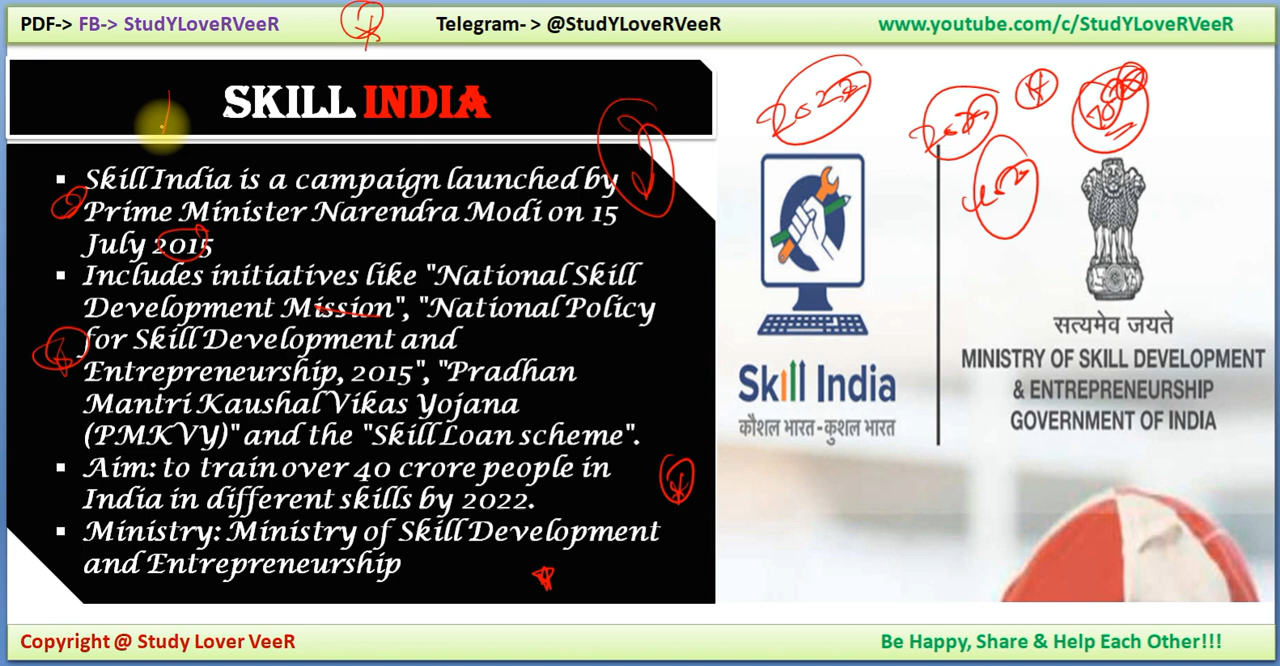 PDF-> FB-> StudYLoveRVeeR
Telegram- > @StudYLoveRVeeR
www.youtube.com/c/StudYLoveRVeeR
SKILL INDIA
▪ Skill India is a campaign launched by
Prime Minister Narendra Modi on 15
July 2015
▪ Includes initiatives like "National Skill
Development Mission", "National Policy
for Skill Development and
Entrepreneurship, 2015", "Pradhan
Mantri Kaushal Vikas Yojana
(PMKVY)" and the "Skill Loan scheme".
▪ Aim: to train over 40 crore people in
India in different skills by 2022.
▪ Ministry: Ministry of Skill Development
and Entrepreneurship
2022
Skill India
कौशल भारत-कुशल भारत
सत्यमेव जयते
MINISTRY OF SKILL DEVELOPMENT
& ENTREPRENEURSHIP
GOVERNMENT OF INDIA
Copyright @ Study Lover VeeR
Be Happy, Share & Help Each Other!!!